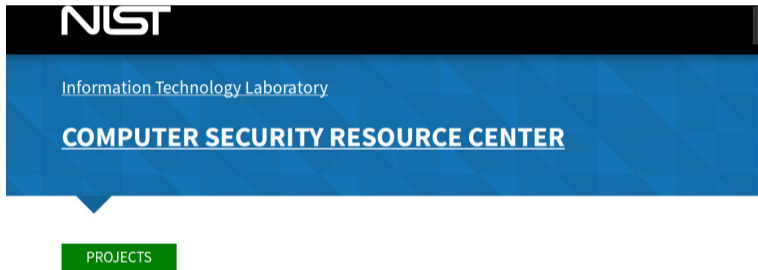 NIST
Information Technology Laboratory
COMPUTER SECURITY RESOURCE CENTER
PROJECTS